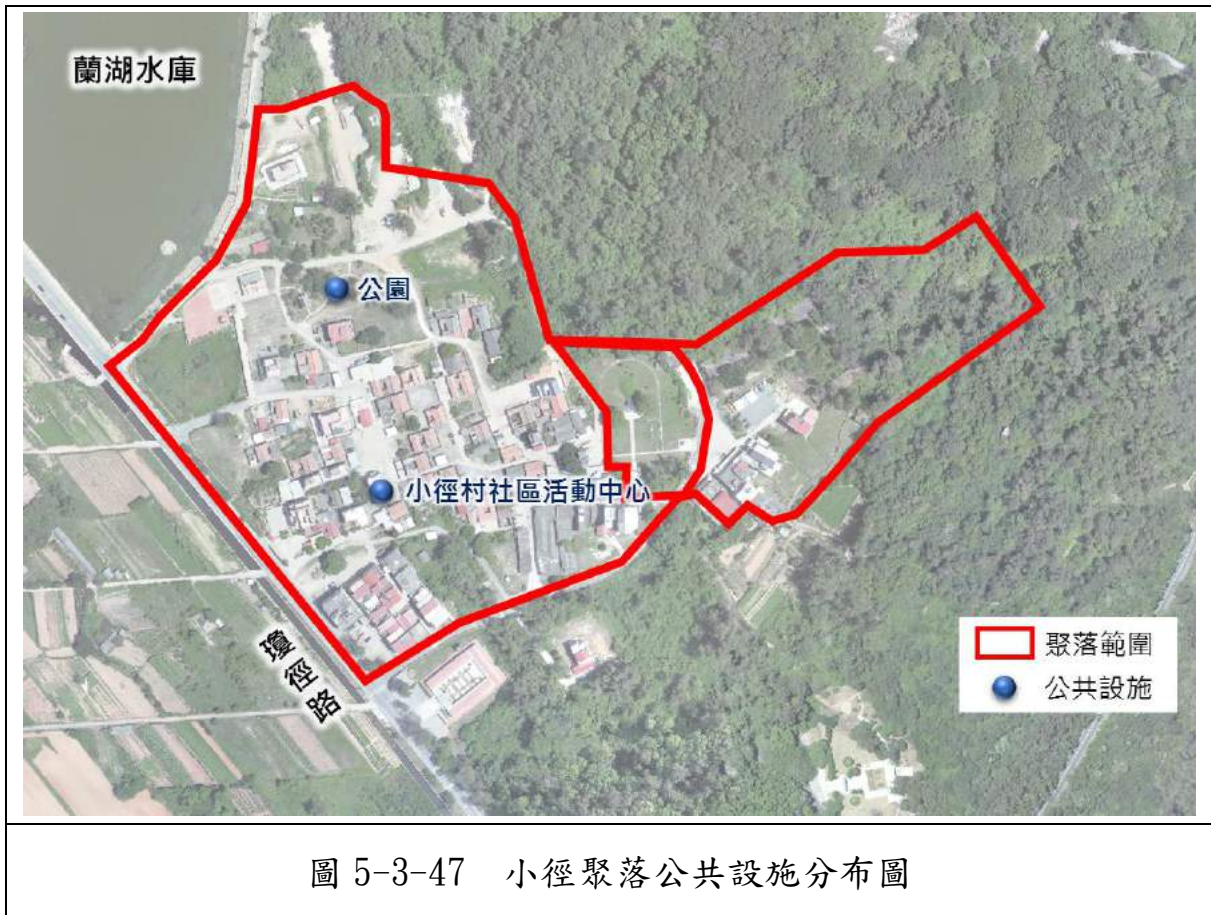 蘭湖水庫
公園
小徑村社區活動中心
瓊徑路
聚落範圍
公共設施
圖 5-3-47 小徑聚落公共設施分布圖